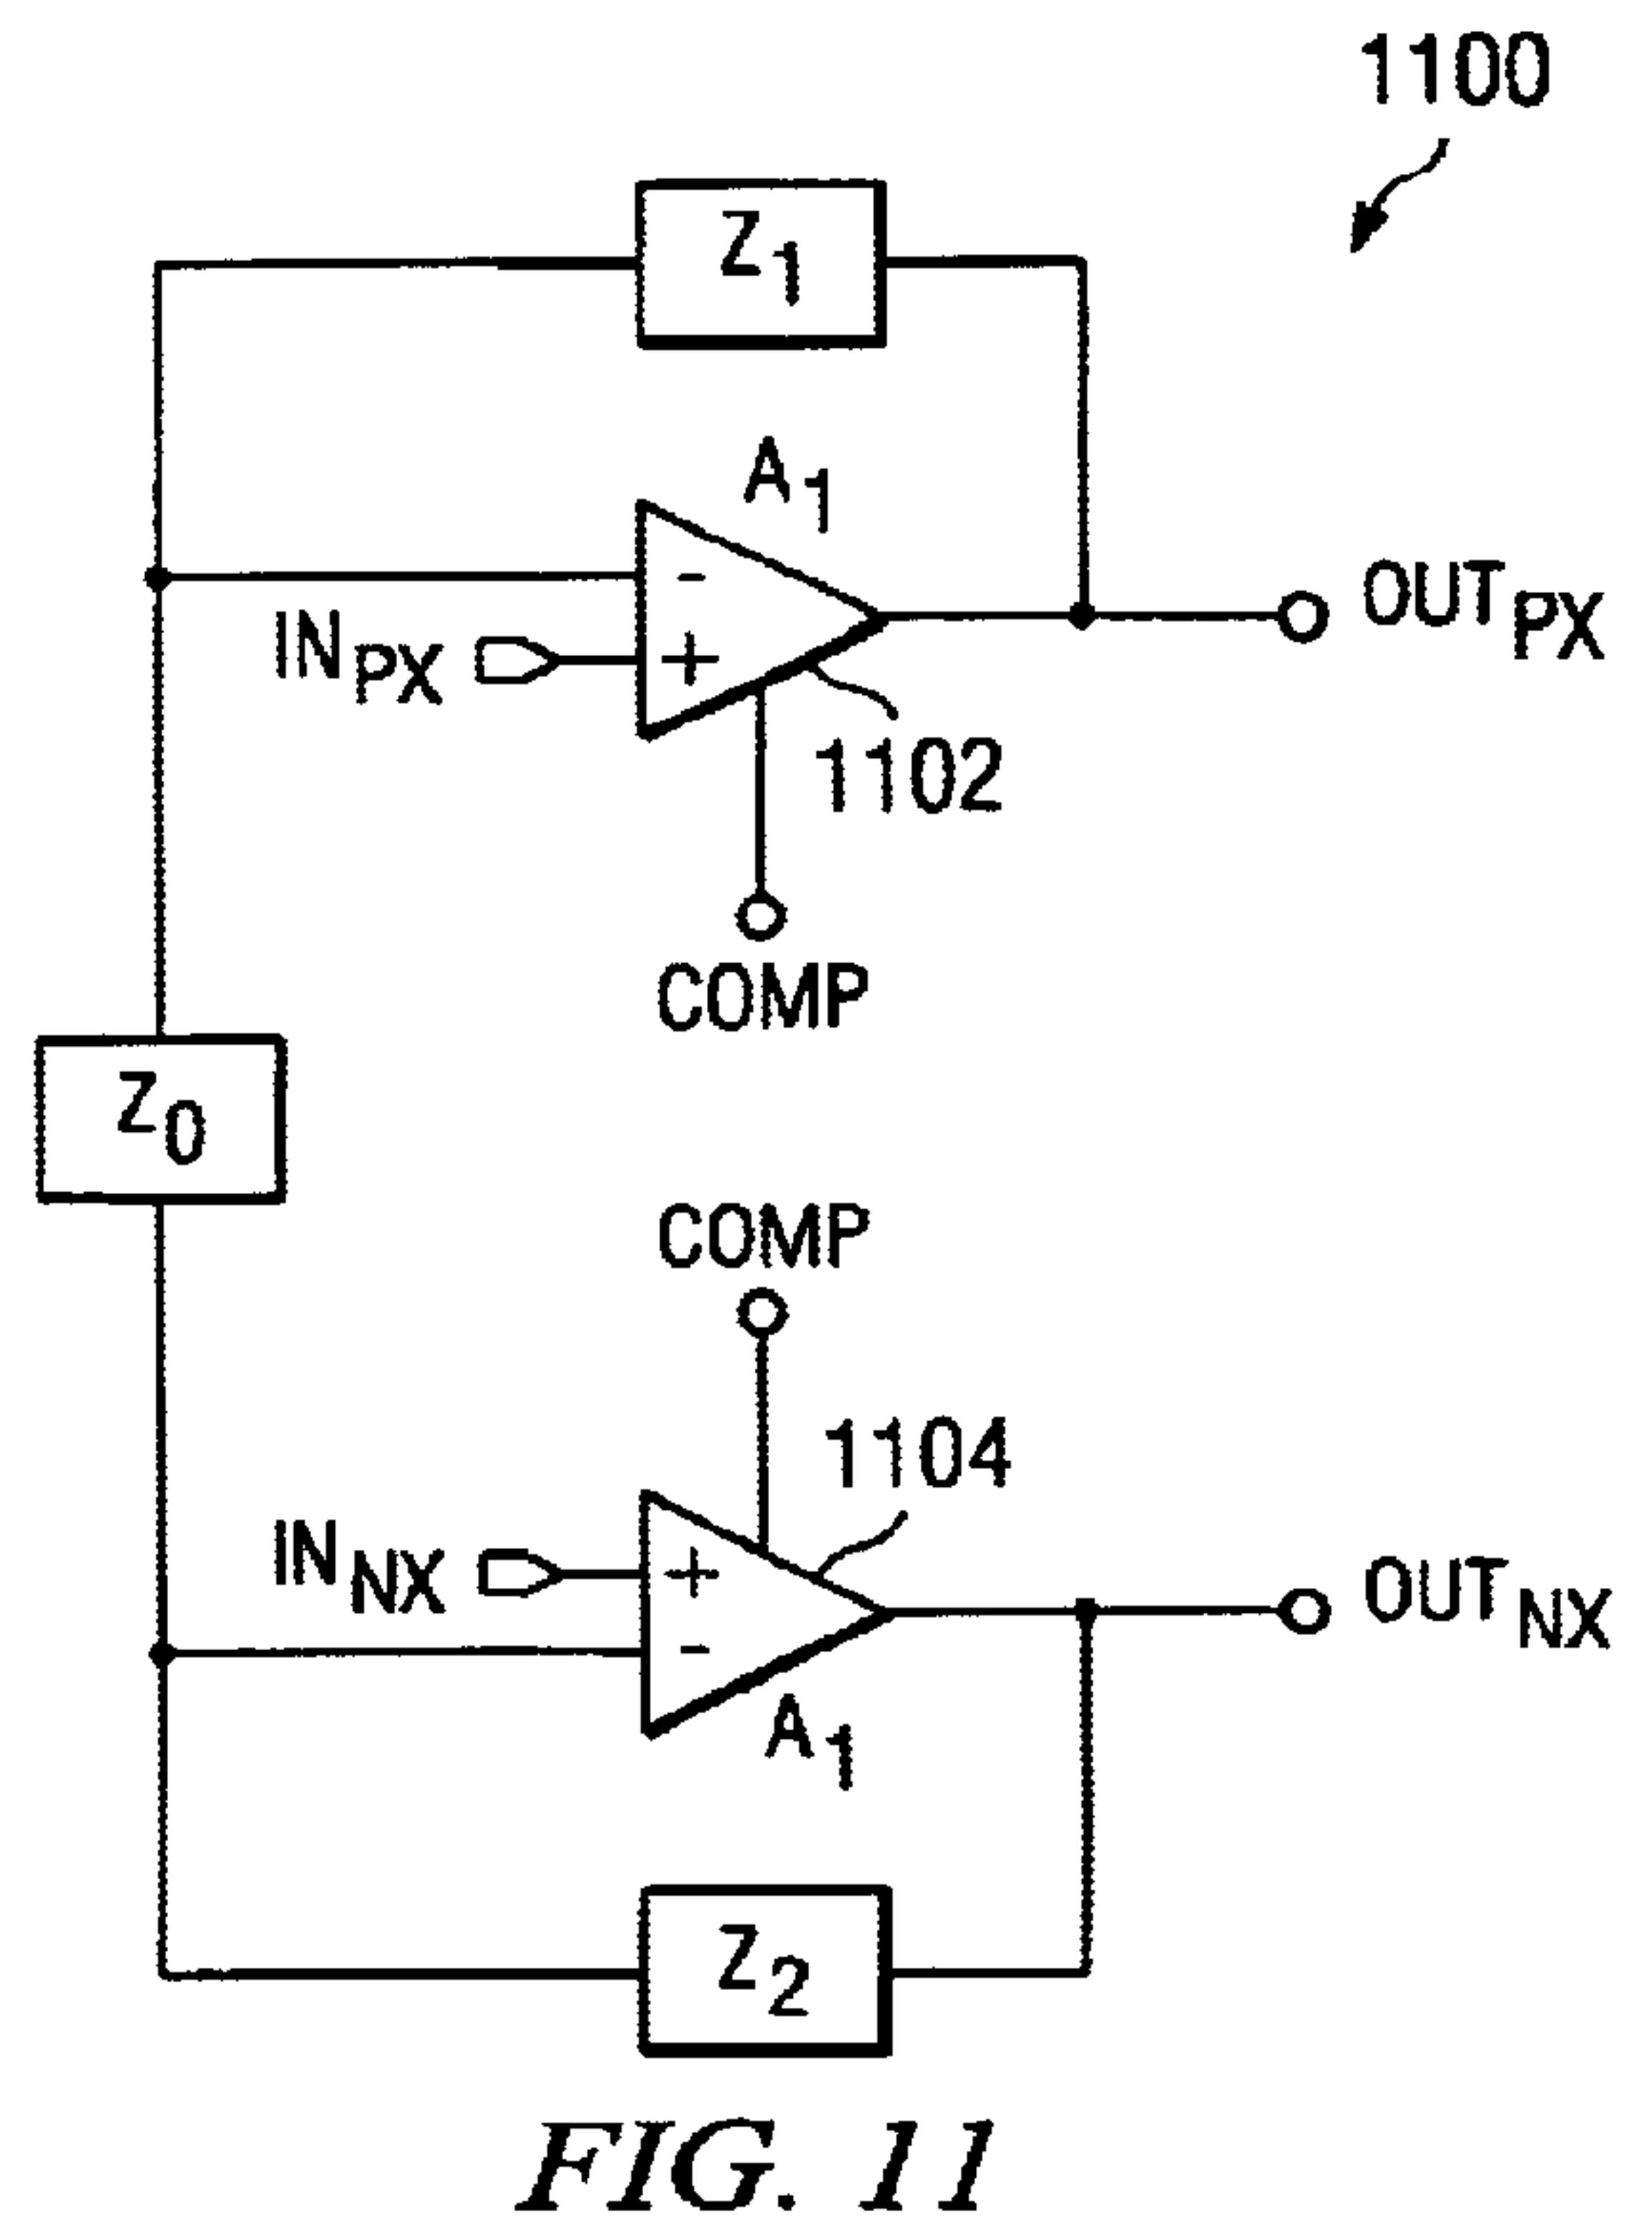 1100
Z1
A1
-
INPX
+
OUTPX
1102
COMP
Z0
COMP
1104
INNX
+
OUTNX
-
A1
Z2
FIG. 11